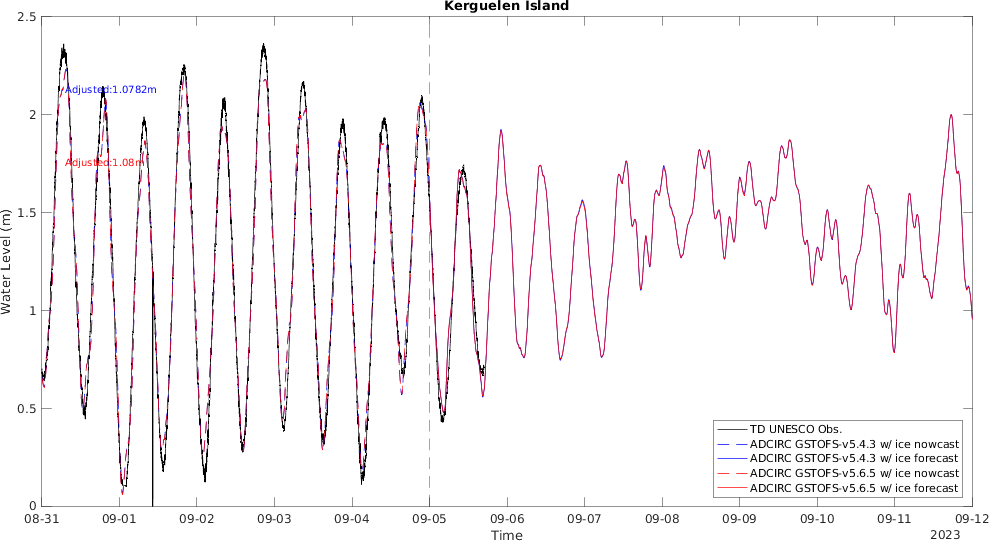 Kerguelen Island
2.5
2
1.5
1
0.5
0
Water Level (m)
Adjusted:1.0782m
Adjusted:1.08m
TD UNESCO Obs.
ADCIRC GSTOFS-v5.4.3 w/ ice nowcast
ADCIRC GSTOFS-v5.4.3 w/ ice forecast
ADCIRC GSTOFS-v5.6.5 w/ ice nowcast
ADCIRC GSTOFS-v5.6.5 w/ ice forecast
08-31 09-01 09-02 09-03 09-04 09-05 09-06 09-07 09-08 09-09 09-10 09-11 09-12
Time
2023